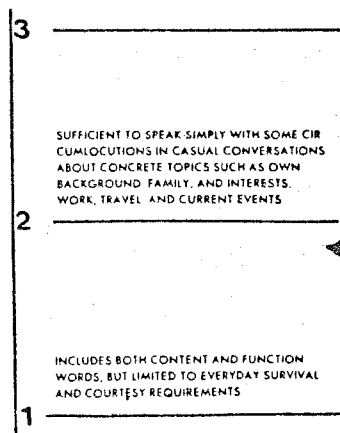 3
SUFFICIENT TO SPEAK SIMPLY WITH SOME CIR
CUMLOCUTIONS IN CASUAL CONVERSATIONS
ABOUT CONCRETE TOPICS SUCH AS OWN
BACKGROUND FAMILY, AND INTERESTS,
WORK, TRAVEL AND CURRENT EVENTS
2
INCLUDES BOTH CONTENT AND FUNCTION
WORDS, BUT LIMITED TO EVERYDAY SURVIVAL
AND COURTESY REQUIREMENTS
1